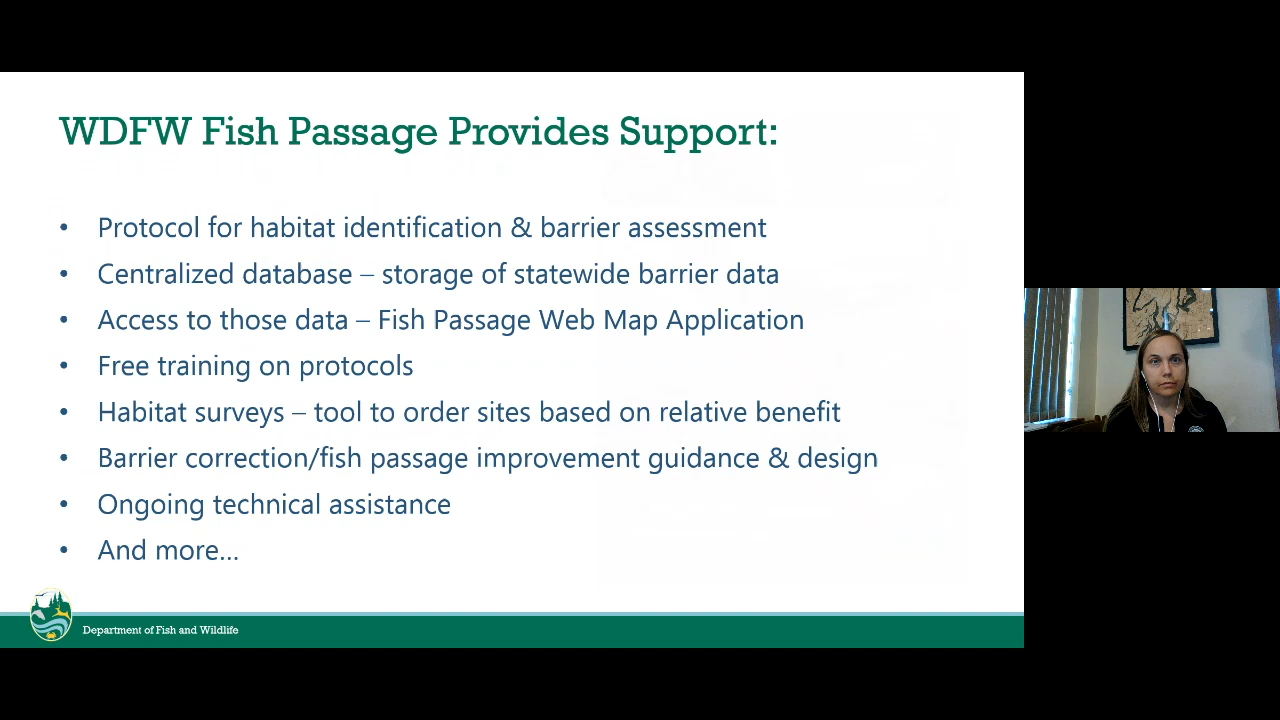 WDFW Fish Passage Provides Support:
• Protocol for habitat identification & barrier assessment
• Centralized database – storage of statewide barrier data
• Access to those data – Fish Passage Web Map Application
• Free training on protocols
• Habitat surveys – tool to order sites based on relative benefit
• Barrier correction/fish passage improvement guidance & design
• Ongoing technical assistance
• And more…
Department of Fish and Wildlife